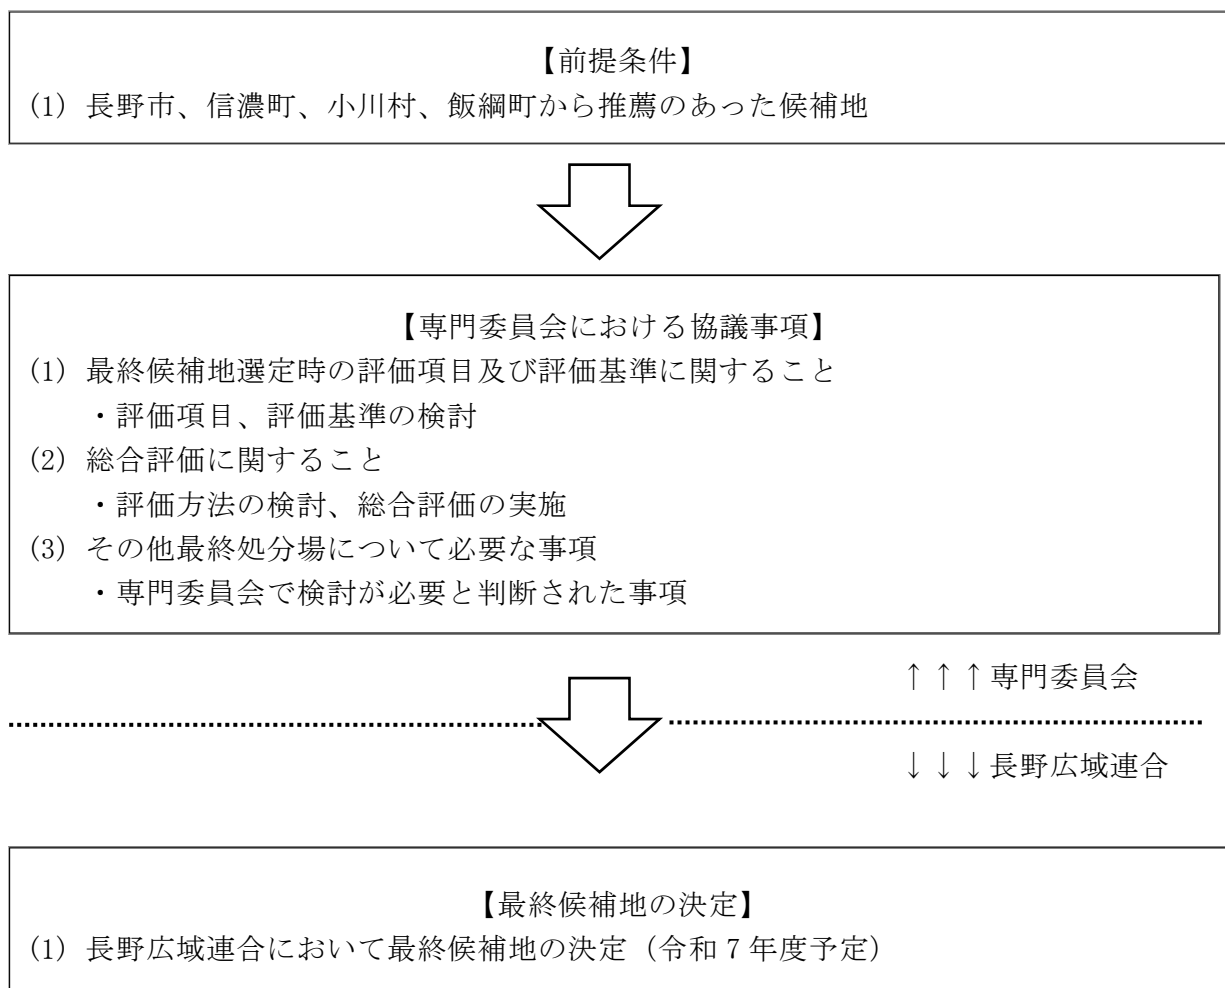 【前提条件】
(1) 長野市、信濃町、小川村、飯綱町から推薦のあった候補地
【専門委員会における協議事項】
(1) 最終候補地選定時の評価項目及び評価基準に関すること
・評価項目、評価基準の検討
(2) 総合評価に関すること
・評価方法の検討、総合評価の実施
(3) その他最終処分場について必要な事項
・専門委員会で検討が必要と判断された事項
↑↑↑専門委員会
↓↓↓長野広域連合
【最終候補地の決定】
(1) 長野広域連合において最終候補地の決定（令和７年度予定）